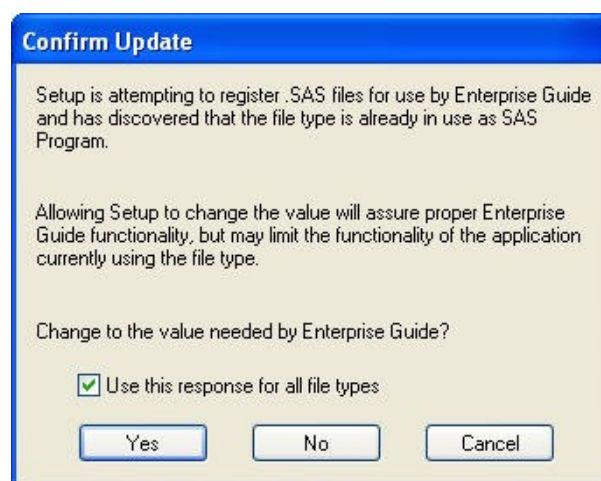 Confirm Update
Setup is attempting to register .SAS files for use by Enterprise Guide
and has discovered that the file type is already in use as SAS
Program.
Allowing Setup to change the value will assure proper Enterprise
Guide functionality, but may limit the functionality of the application
currently using the file type.
Change to the value needed by Enterprise Guide?
Use this response for all file types
Yes
No
Cancel